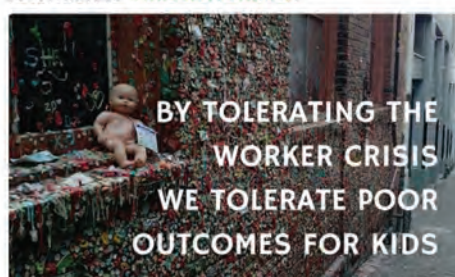 BY TOLERATING THE
WORKER CRISIS
WE TOLERATE POOR
OUTCOMES FOR KIDS